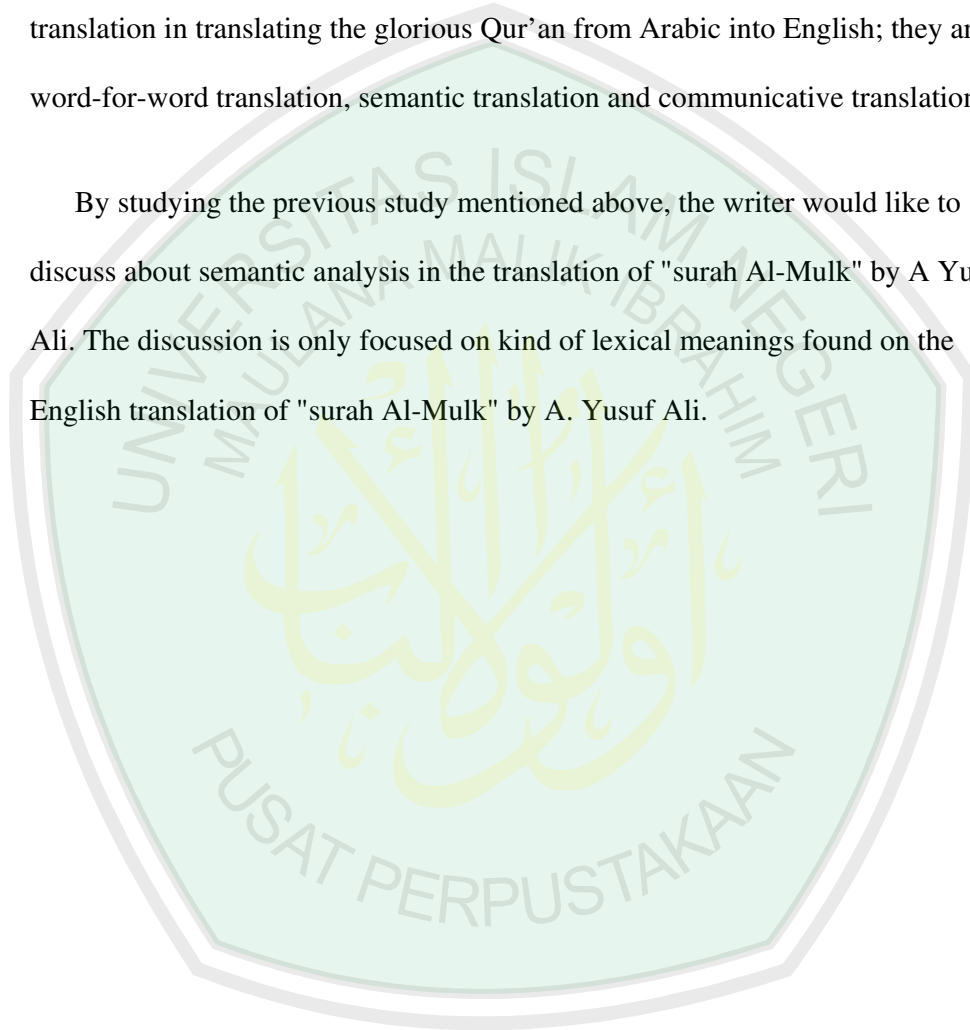 translation in translating the glorious Qur'an from Arabic into English; they ar
word-for-word translation, semantic translation and communicative translation
By studying the previous study mentioned above, the writer would like to
discuss about semantic analysis in the translation of "surah Al-Mulk" by A Yu
Ali. The discussion is only focused on kind of lexical meanings found on the
English translation of "surah Al-Mulk" by A. Yusuf Ali.
UNIVERSITAS ISLAM NEGERI
MAULANA MALIK IBRAHIM
أولوا الألباب
PUSAT PERPUSTAKAAN